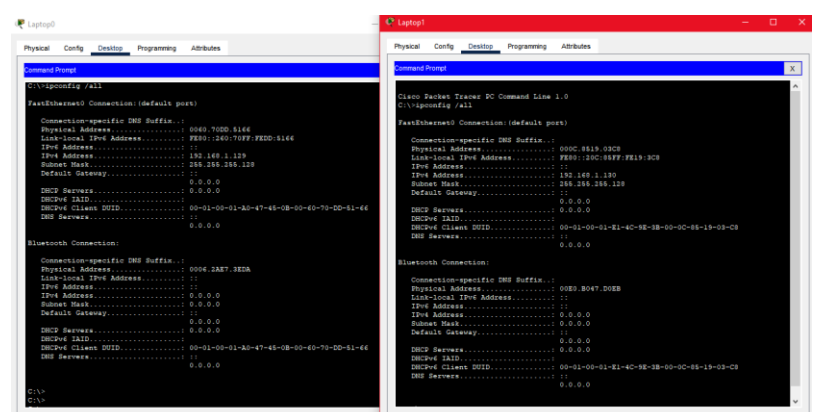 Laptop0
Physical Config Desktop Programming Attributes
Command Prompt
C:\>ipconfig /all
FastEthernet0 Connection:(default port)
Connection-specific DNS Suffix..:
Physical Address................: 0060.70DD.5166
Link-local IPv6 Address.........: FE80::260:70FF:FEDD:5166
IPv6 Address....................: ::
IPv4 Address....................: 192.168.1.129
Subnet Mask.....................: 255.255.255.128
Default Gateway.................: ::
0.0.0.0
DHCP Servers....................: 0.0.0.0
DHCPv6 IAID.....................:
DHCPv6 Client DUID..............: 00-01-00-01-A0-47-45-0B-00-60-70-DD-51-66
DNS Servers.....................: ::
0.0.0.0
Bluetooth Connection:
Connection-specific DNS Suffix..:
Physical Address................: 0006.2AE7.3EDA
Link-local IPv6 Address.........: ::
IPv6 Address....................: ::
IPv4 Address....................: 0.0.0.0
Subnet Mask.....................: 0.0.0.0
Default Gateway.................: ::
0.0.0.0
DHCP Servers....................: 0.0.0.0
DHCPv6 IAID.....................:
DHCPv6 Client DUID..............: 00-01-00-01-A0-47-45-0B-00-60-70-DD-51-66
DNS Servers.....................: ::
0.0.0.0
C:\>
C:\>
Laptop1
Physical Config Desktop Programming Attributes
Command Prompt
X
Cisco Packet Tracer PC Command Line 1.0
C:\>ipconfig /all
FastEthernet0 Connection:(default port)
Connection-specific DNS Suffix..:
Physical Address................: 000C.8519.03C8
Link-local IPv6 Address.........: FE80::20C:85FF:FE19:3C8
IPv6 Address....................: ::
IPv4 Address....................: 192.168.1.130
Subnet Mask.....................: 255.255.255.128
Default Gateway.................: ::
0.0.0.0
DHCP Servers....................: 0.0.0.0
DHCPv6 IAID.....................:
DHCPv6 Client DUID..............: 00-01-00-01-E1-4C-9E-3B-00-0C-85-19-03-C8
DNS Servers.....................: ::
0.0.0.0
Bluetooth Connection:
Connection-specific DNS Suffix..:
Physical Address................: 00E0.B047.D0EB
Link-local IPv6 Address.........: ::
IPv6 Address....................: ::
IPv4 Address....................: 0.0.0.0
Subnet Mask.....................: 0.0.0.0
Default Gateway.................: ::
0.0.0.0
DHCP Servers....................: 0.0.0.0
DHCPv6 IAID.....................:
DHCPv6 Client DUID..............: 00-01-00-01-E1-4C-9E-3B-00-0C-85-19-03-C8
DNS Servers.....................: ::
0.0.0.0